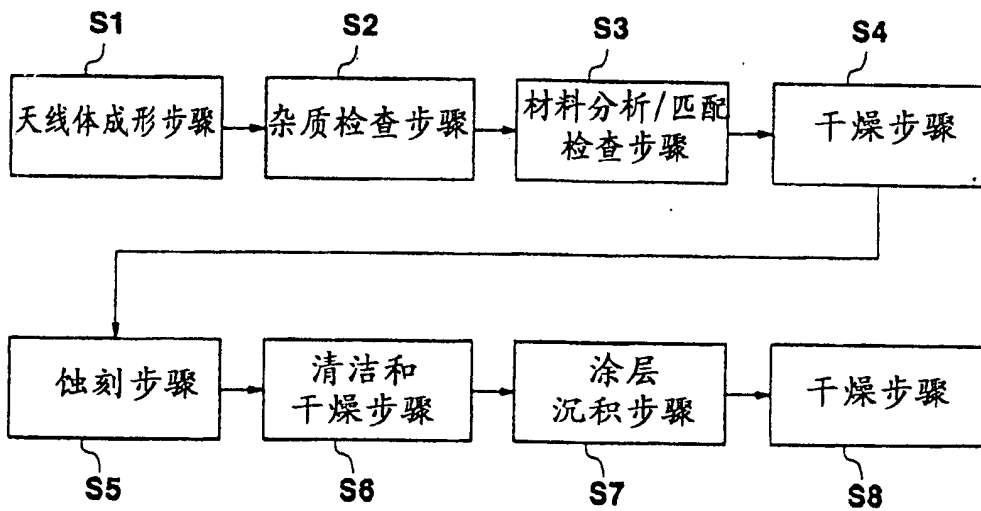 S1
S2
S3
S4
天线体成形步骤
杂质检查步骤
材料分析/匹配
检查步骤
干燥步骤
蚀刻步骤
清洁和
干燥步骤
涂层
沉积步骤
干燥步骤
S5
S6
S7
S8